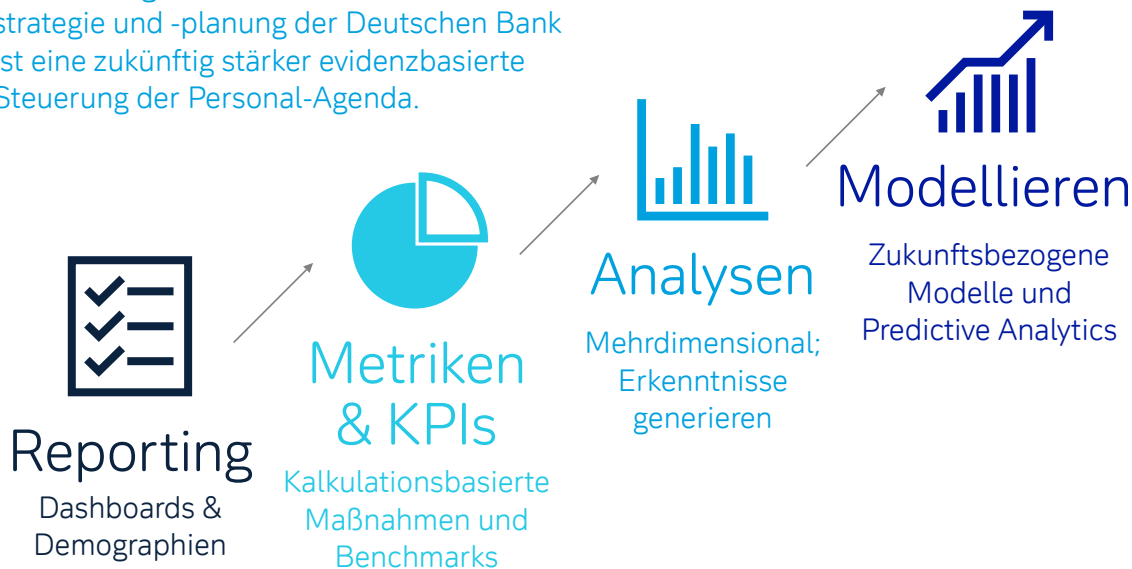 strategie und -planung der Deutschen Bank
st eine zukünftig stärker evidenzbasierte
Steuerung der Personal-Agenda.
Modellieren
Zukunftsbezogene
Modelle und
Predictive Analytics
Analysen
Mehrdimensional;
Erkenntnisse
generieren
Metriken
& KPIs
Kalkulationsbasierte
Maßnahmen und
Benchmarks
Reporting
Dashboards &
Demographien